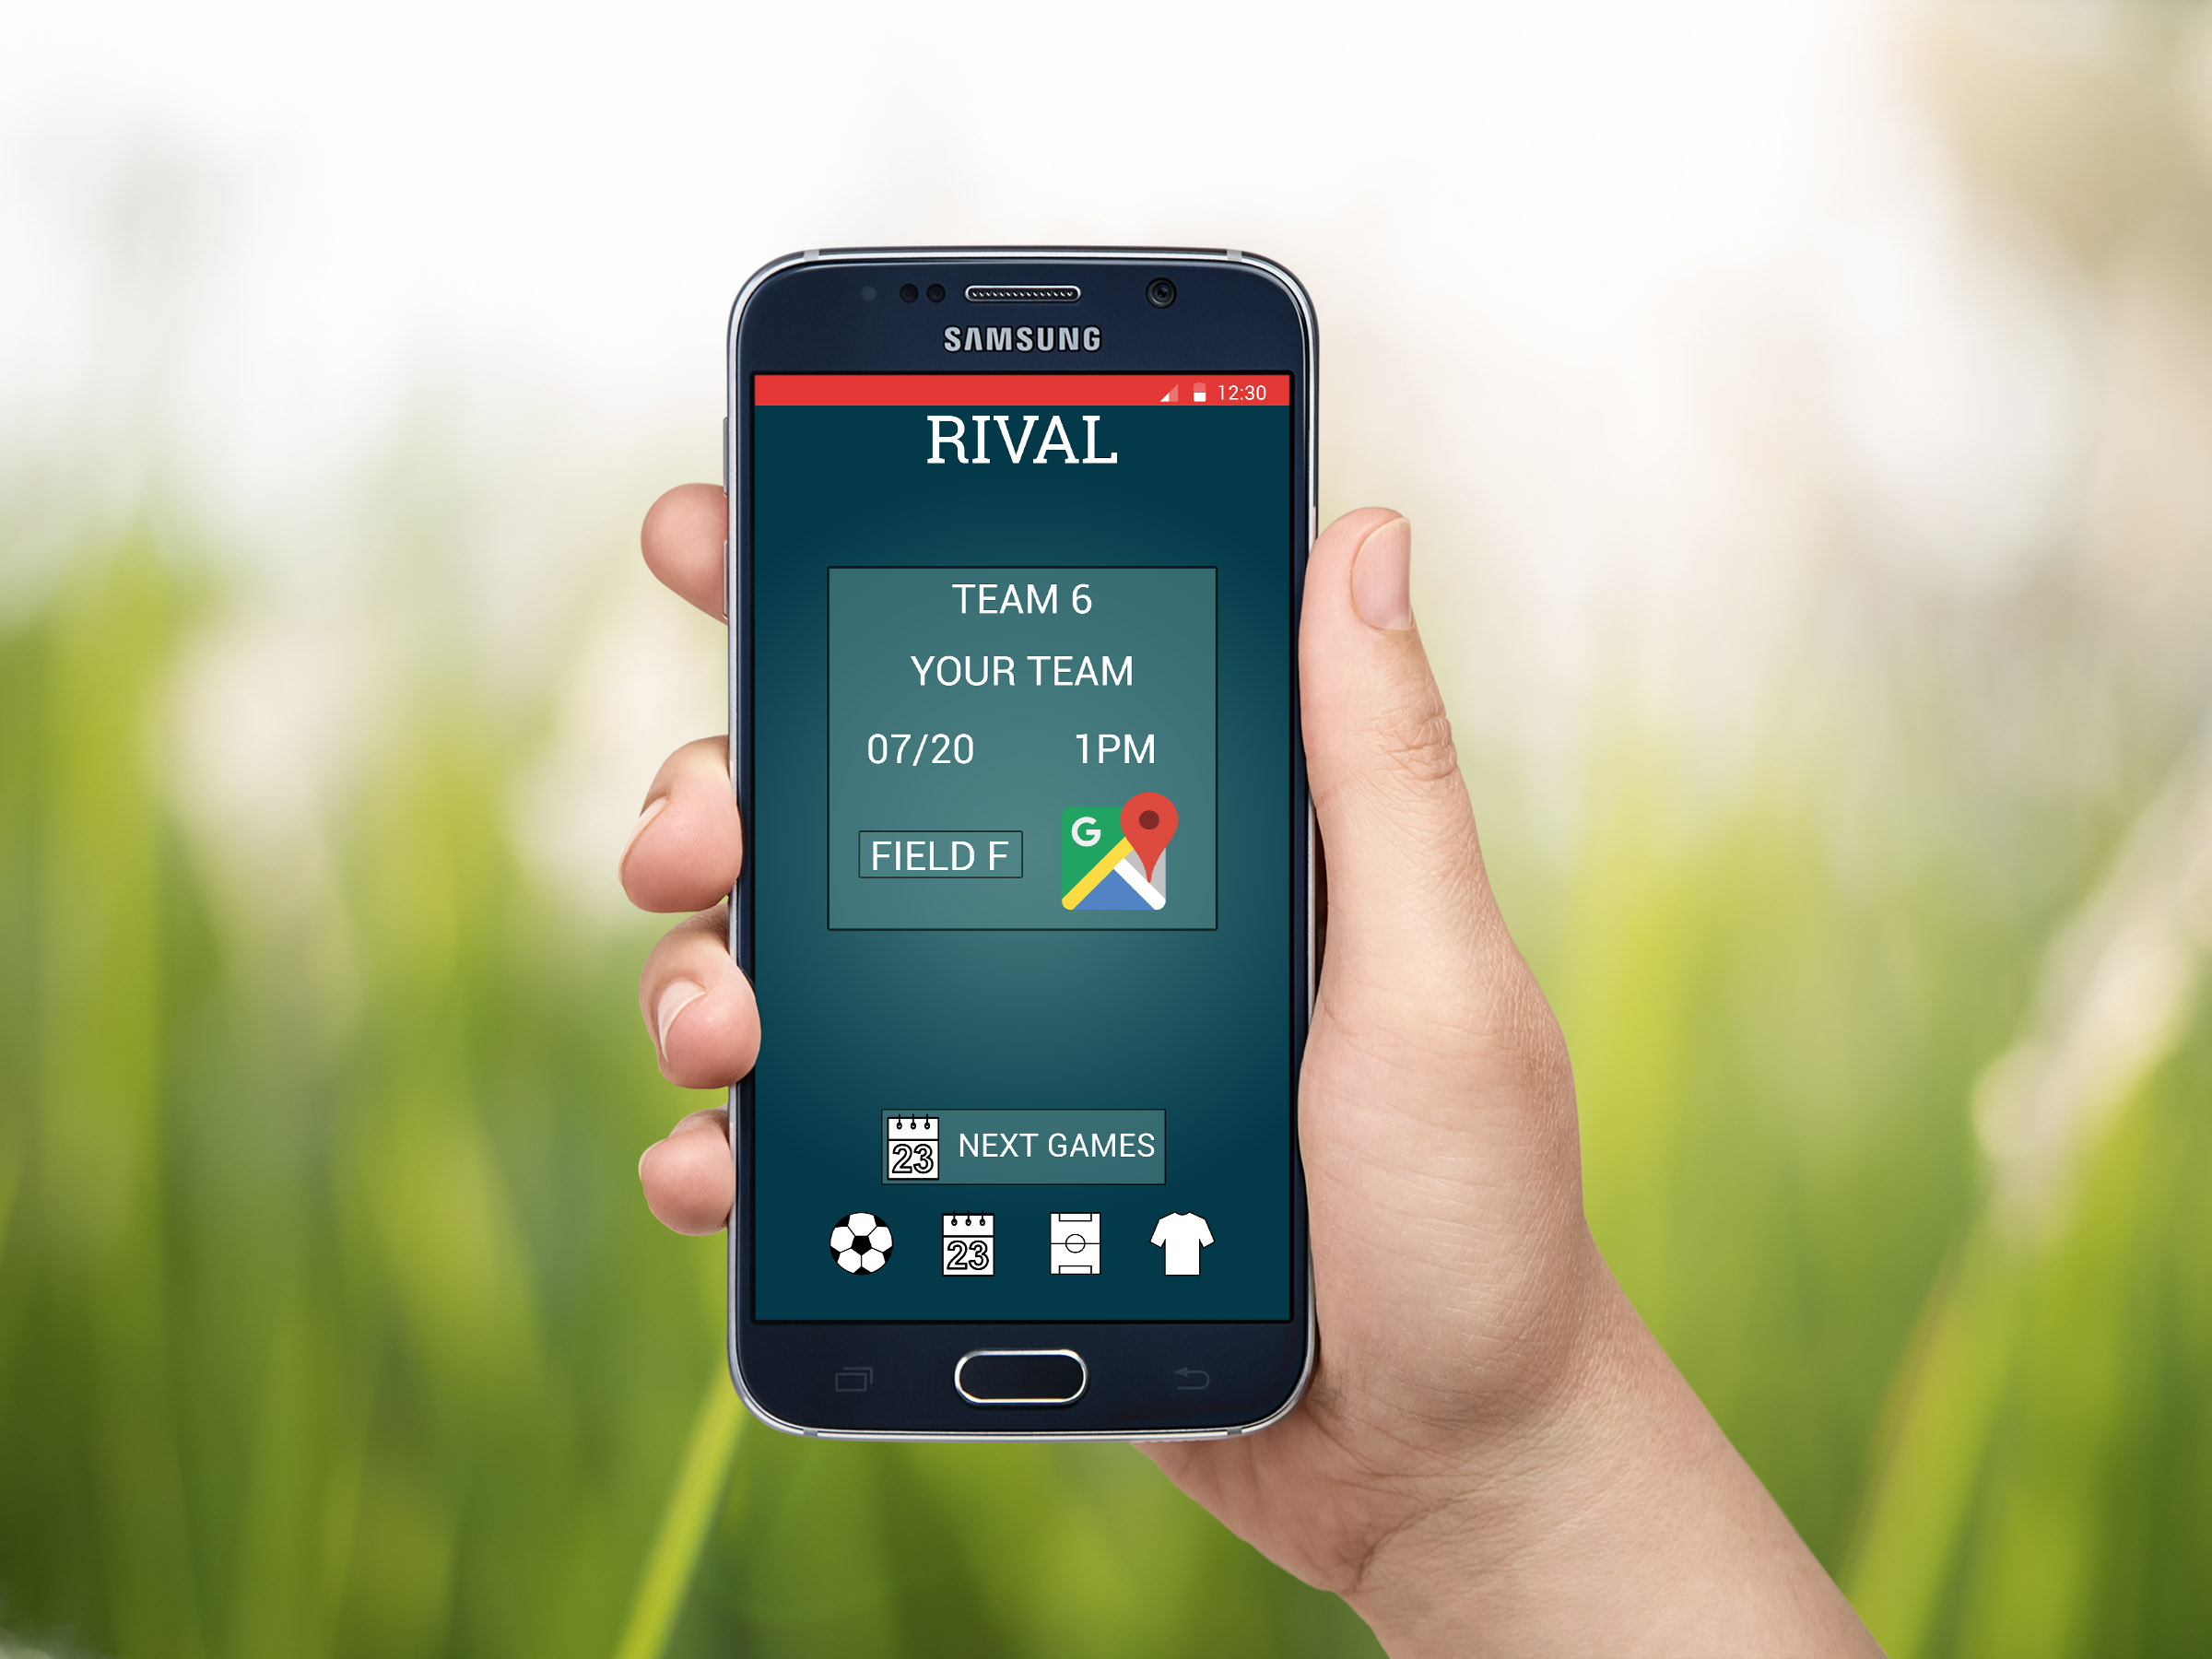 SAMSUNG
12:30
RIVAL
TEAM 6
YOUR TEAM
07/20 1PM
FIELD F
G
23 NEXT GAMES
23